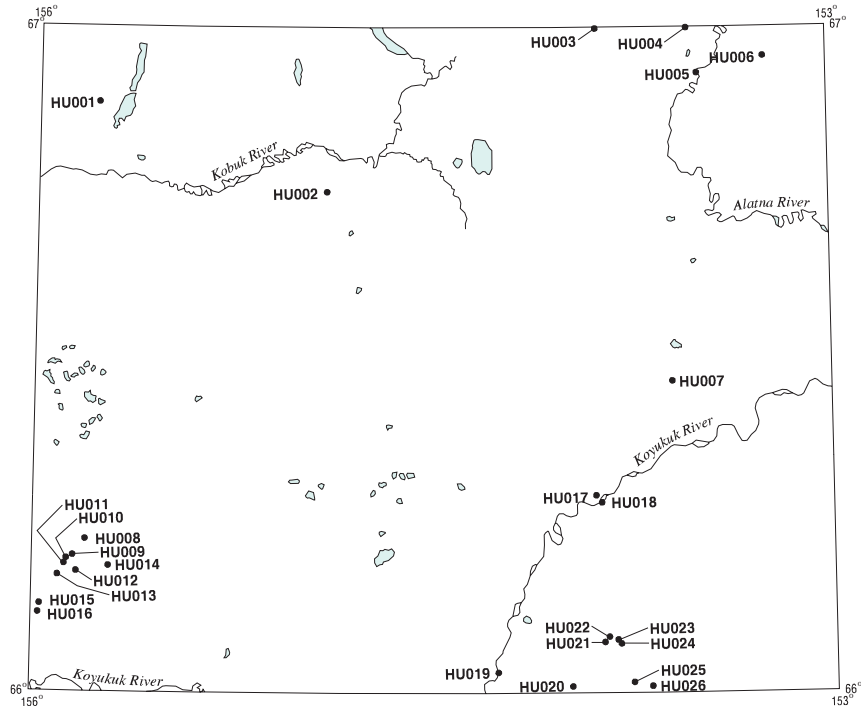 156°
153°
67°
67°
HU003
HU004
HU006
HU005
HU001
Kobuk River
HU002
Alatna River
HU007
Koyukuk River
HU017
HU018
HU011
HU010
HU008
HU009
HU014
HU012
HU013
HU015
HU016
HU022
HU023
HU021
HU024
HU019
HU025
HU020
HU026
Koyukuk River
66°
66°
156°
153°